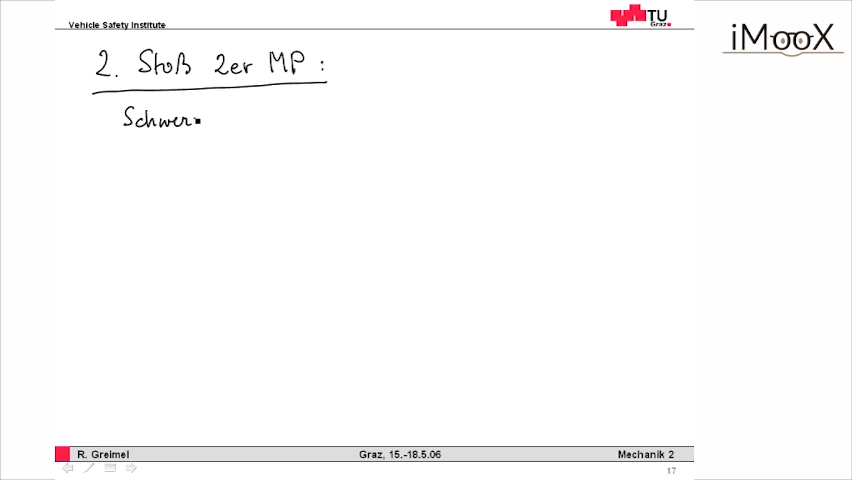 Vehicle Safety Institute
TU
Graz
iMooX
2. Stoß 2er MP :
Schwer
R. Greimel
Graz, 15.-18.5.06
Mechanik 2
17